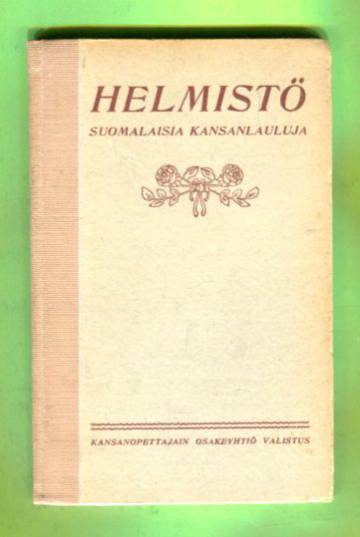 HELMISTÖ
SUOMALAISIA KANSANLAULUJA
KANSANOPETTAJAIN OSAKEYHTIÖ VALISTUS